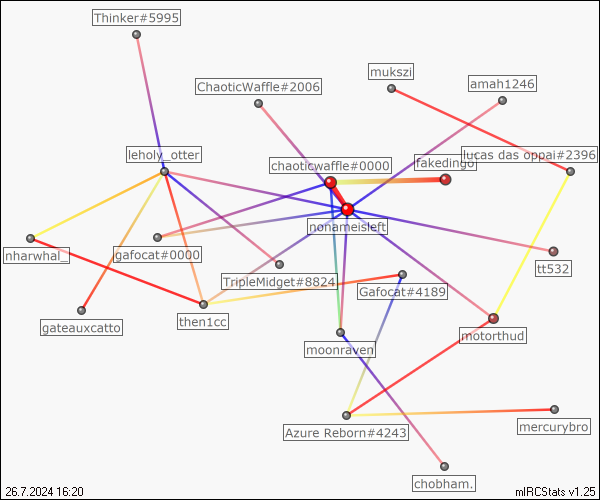 Thinker#5995
mukszi
ChaoticWaffle#2006
amah1246
leholy_otter
chaoticwaffle#0000
fakedingo
lucas das oppai#2396
nonameisleft
nharwhal_
gafocat#0000
TripleMidget#8824
tt532
Gafocat#4189
gateauxcatto
then1cc
motorthud
moonraven
mercurybro
Azure Reborn#4243
chobham.
26.7.2024 16:20
mIRCStats v1.25